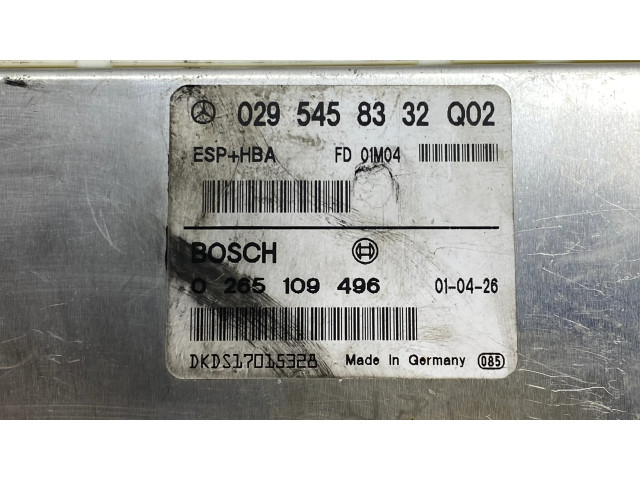 029 545 83 32 Q02
ESP+HBA FD 01M04
BOSCH
0 265 109 496 01-04-26
DKDS17015328 Made in Germany 085